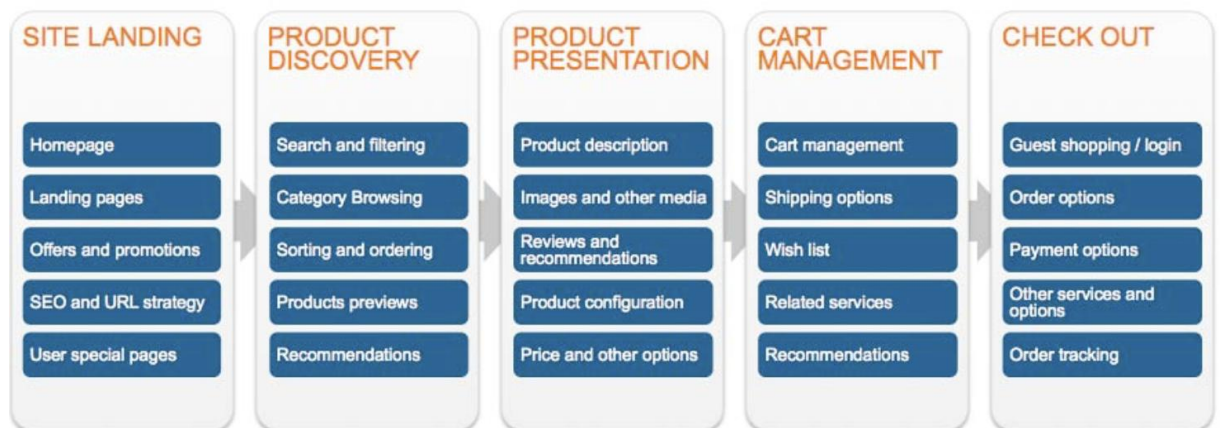 SITE LANDING
Homepage
Landing pages
Offers and promotions
SEO and URL strategy
User special pages
PRODUCT
DISCOVERY
Search and filtering
Category Browsing
Sorting and ordering
Products previews
Recommendations
PRODUCT
PRESENTATION
Product description
Images and other media
Reviews and
recommendations
Product configuration
Price and other options
CART
MANAGEMENT
Cart management
Shipping options
Wish list
Related services
Recommendations
CHECK OUT
Guest shopping / login
Order options
Payment options
Other services and
options
Order tracking